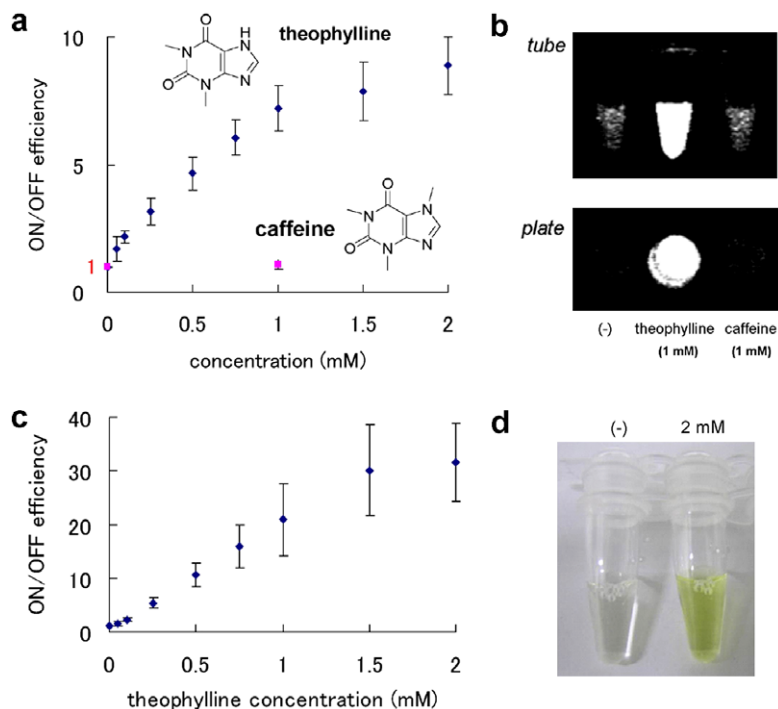 a
10
5
1
0
ON/OFF efficiency
0
0.5
1
1.5
2
concentration (mM)
theophylline
O
H
N
N
O
N
N
caffeine
O
N
N
O
N
N
b
tube
plate
(-) theophylline caffeine
(1 mM) (1 mM)
c
40
30
20
10
0
ON/OFF efficiency
0
0.5
1
1.5
2
theophylline concentration (mM)
d
(-) 2 mM